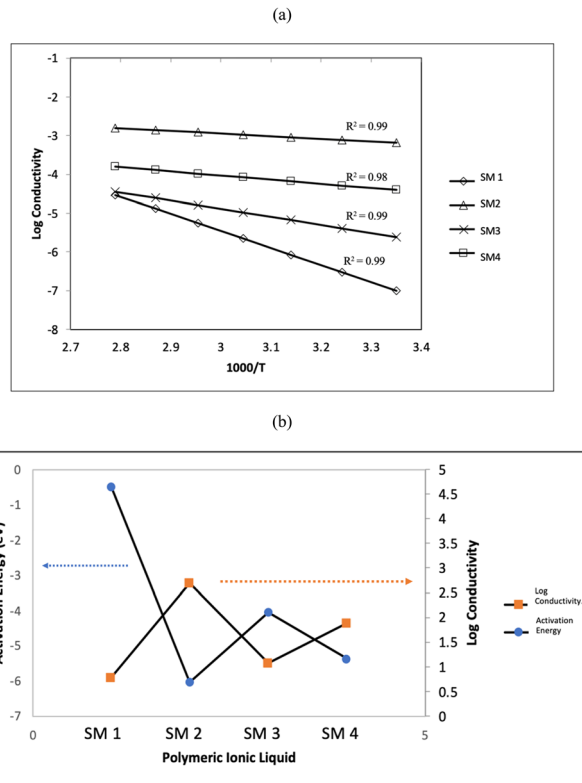 (a)
-1
-2
-3
-4
-5
-6
-7
-8
Log Conductivity
R² = 0.99
R² = 0.98
R² = 0.99
R² = 0.99
SM 1
SM2
SM3
SM4
2.7 2.8 2.9 3 3.1 3.2 3.3 3.4
1000/T
(b)
0
-1
-2
-3
-4
-5
-6
-7
Energy
5
4.5
4
3.5
3
2.5
2
1.5
1
0.5
0
Log Conductivity
Log
Conductivity
Activation
Energy
0 SM 1 SM 2 SM 3 SM 4 5
Polymeric Ionic Liquid